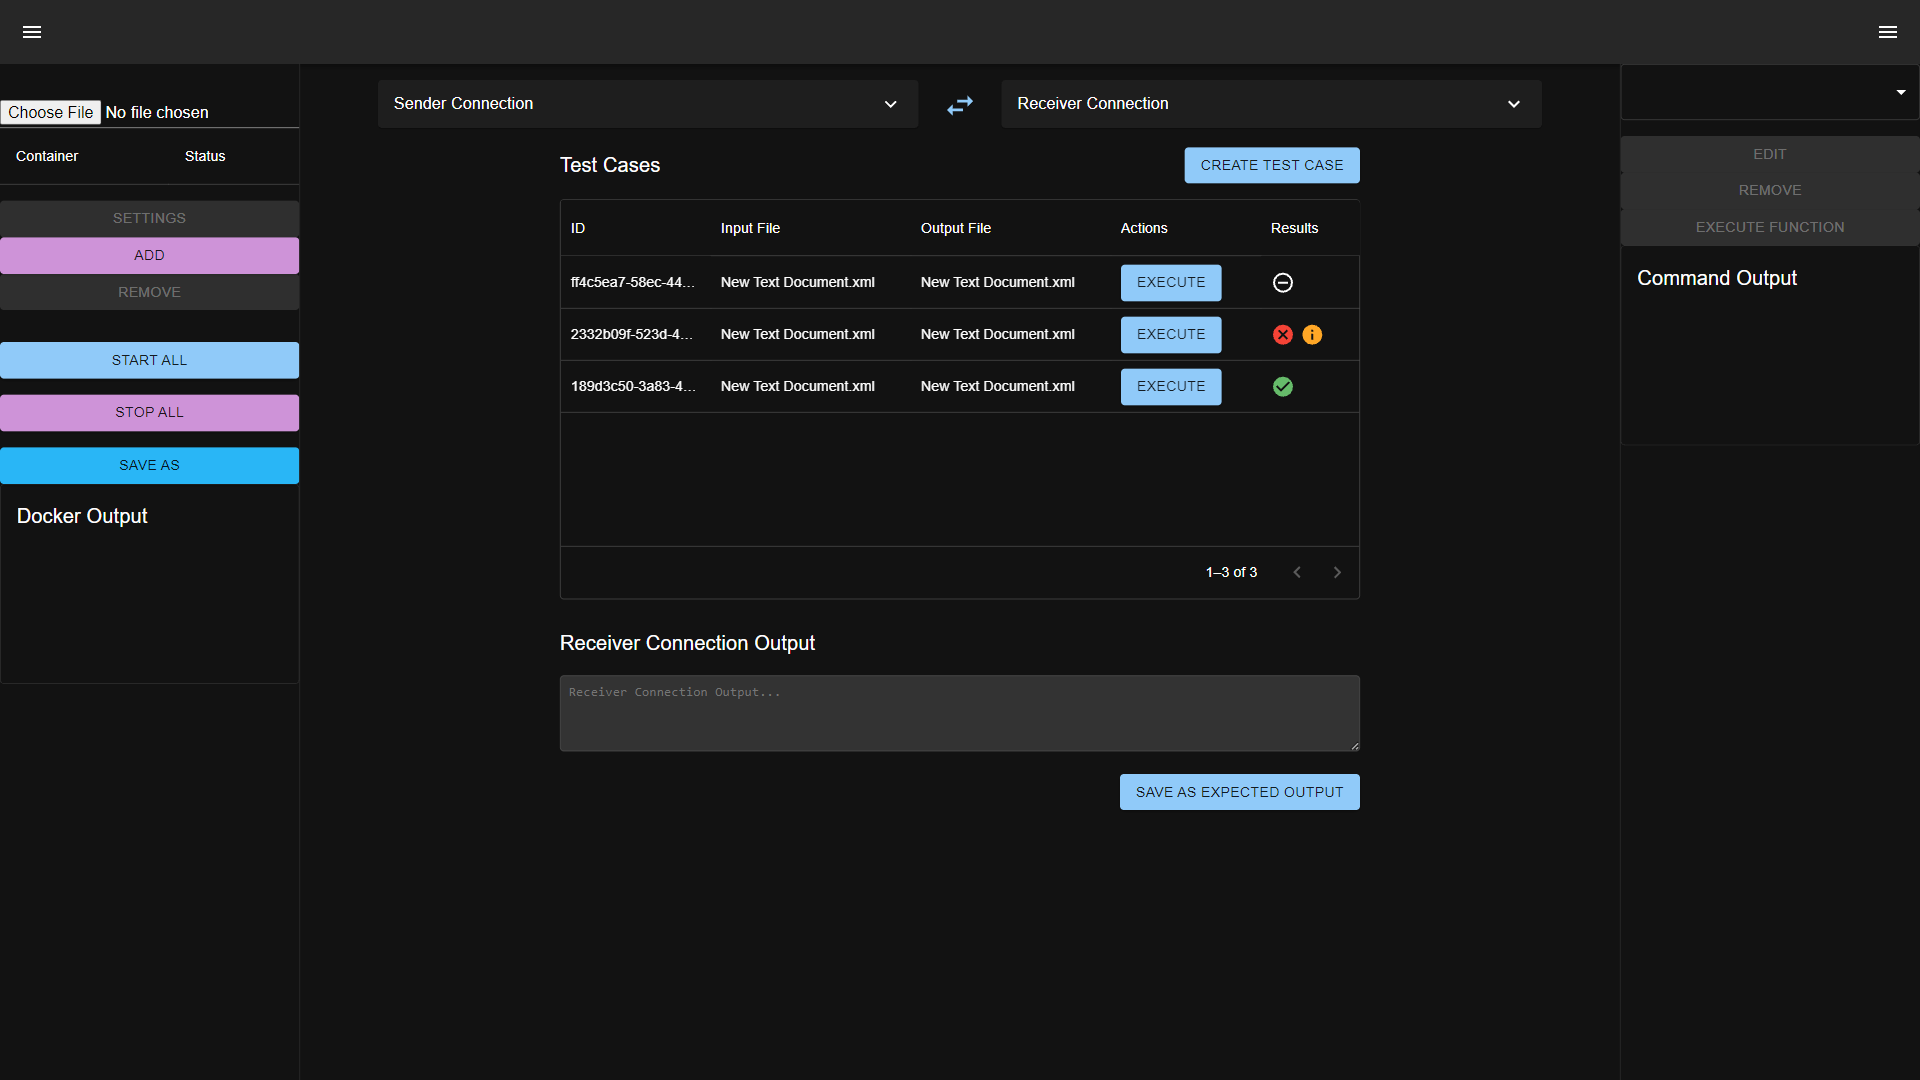 Choose File No file chosen
Container Status
SETTINGS
ADD
REMOVE
START ALL
STOP ALL
SAVE AS
Docker Output
Sender Connection
Receiver Connection
Test Cases
CREATE TEST CASE
ID Input File Output File Actions Results
ff4c5ea7-58ec-44... New Text Document.xml New Text Document.xml EXECUTE
2332b09f-523d-4... New Text Document.xml New Text Document.xml EXECUTE
189d3c50-3a83-4... New Text Document.xml New Text Document.xml EXECUTE
1–3 of 3
Receiver Connection Output
Receiver Connection Output...
SAVE AS EXPECTED OUTPUT
EDIT
REMOVE
EXECUTE FUNCTION
Command Output